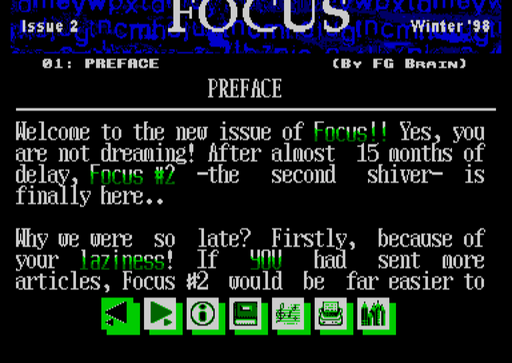 FOCUS
Issue 2
Winter '98
01: PREFACE (By FG Brain)
PREFACE
Welcome to the new issue of Focus!! Yes, you
are not dreaming! After almost 15 months of
delay, Focus #2 -the second shiver- is
finally here..
Why we were so late? Firstly, because of
your laziness! If YOU had sent more
articles, Focus #2 would be far easier to